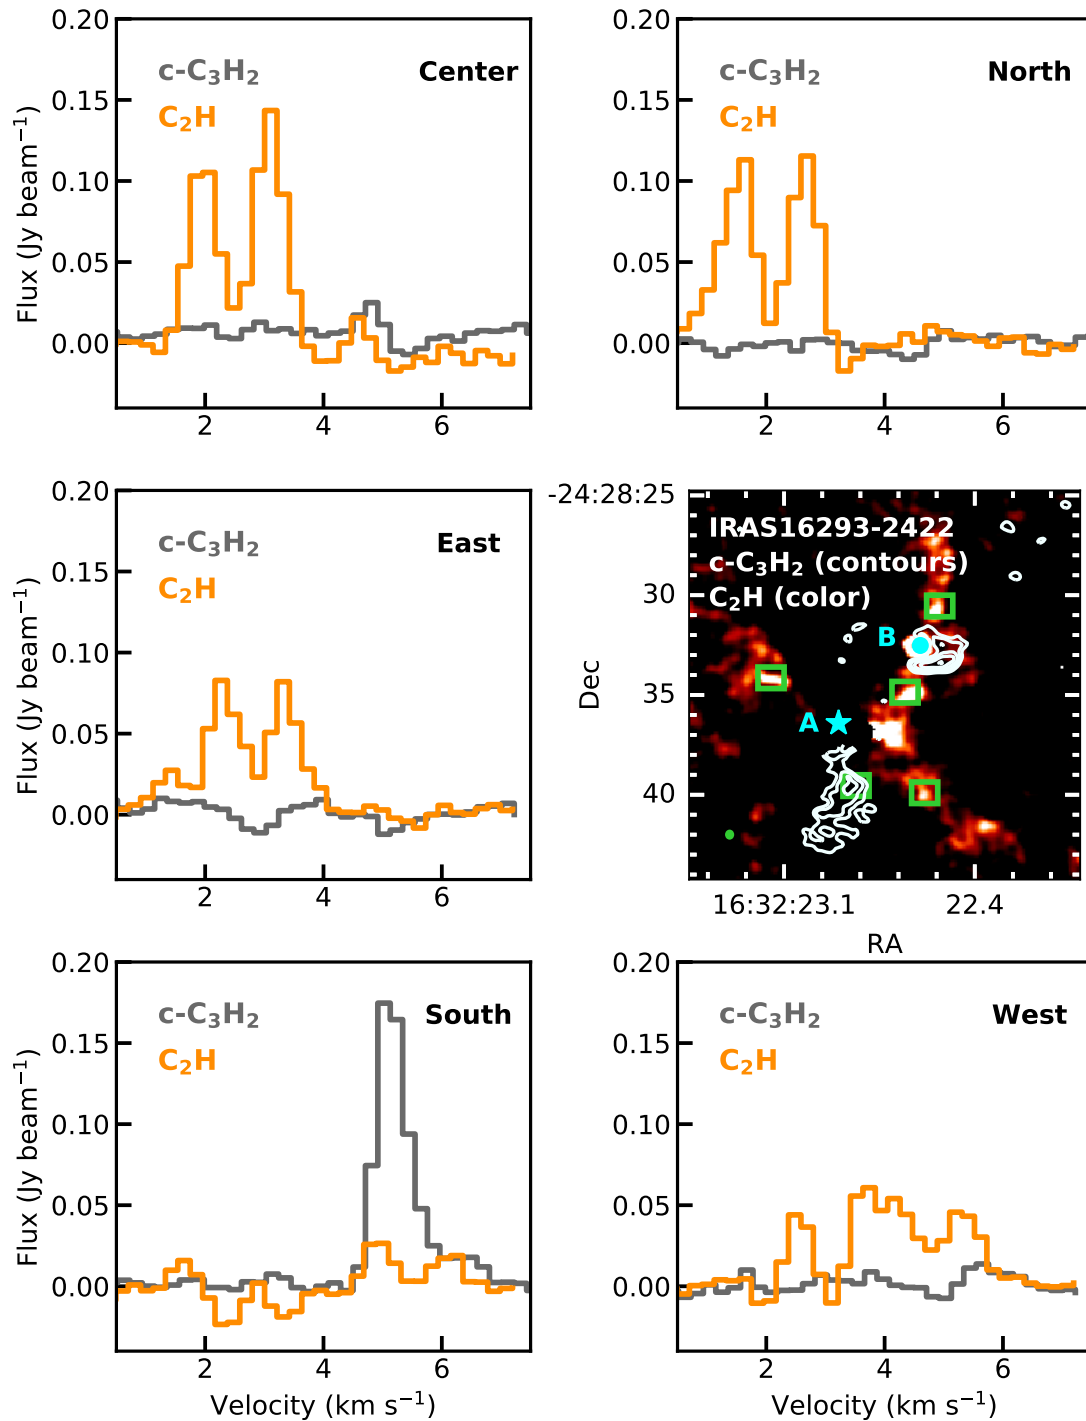 0.20
0.15
0.10
0.05
0.00
Flux (Jy beam⁻¹)
c-C₃H₂
C₂H
Center
2 4 6
0.20
0.15
0.10
0.05
0.00
c-C₃H₂
C₂H
North
2 4 6
0.20
0.15
0.10
0.05
0.00
Flux (Jy beam⁻¹)
c-C₃H₂
C₂H
East
2 4 6
-24:28:25
30
35
40
Dec
IRAS16293-2422
c-C₃H₂ (contours)
C₂H (color)
B
A
16:32:23.1 22.4
RA
0.20
0.15
0.10
0.05
0.00
Flux (Jy beam⁻¹)
c-C₃H₂
C₂H
South
2 4 6
Velocity (km s⁻¹)
0.20
0.15
0.10
0.05
0.00
c-C₃H₂
C₂H
West
2 4 6
Velocity (km s⁻¹)